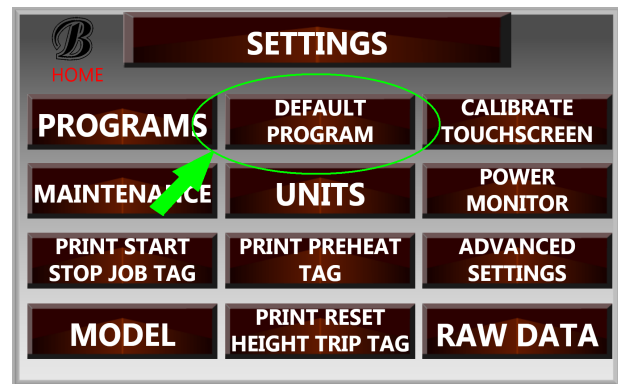 B
SETTINGS
HOME
PROGRAMS
DEFAULT
PROGRAM
CALIBRATE
TOUCHSCREEN
MAINTENANCE
UNITS
POWER
MONITOR
PRINT START
STOP JOB TAG
PRINT PREHEAT
TAG
ADVANCED
SETTINGS
MODEL
PRINT RESET
HEIGHT TRIP TAG
RAW DATA